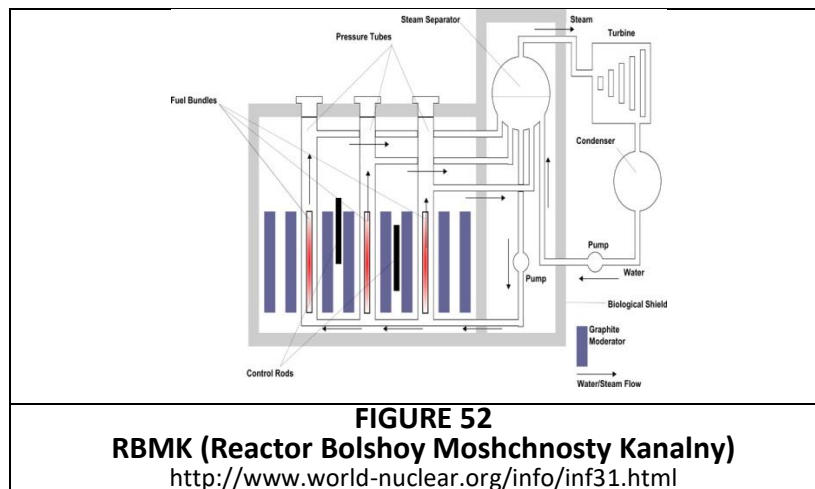 Steam Separator
Steam
Turbine
Pressure Tubes
Fuel Bundles
Condenser
Pump
Water
Pump
Biological Shield
Graphite
Moderator
Control Rods
Water/Steam Flow
FIGURE 52
RBMK (Reactor Bolshoy Moshchnosty Kanalny)
http://www.world-nuclear.org/info/inf31.html